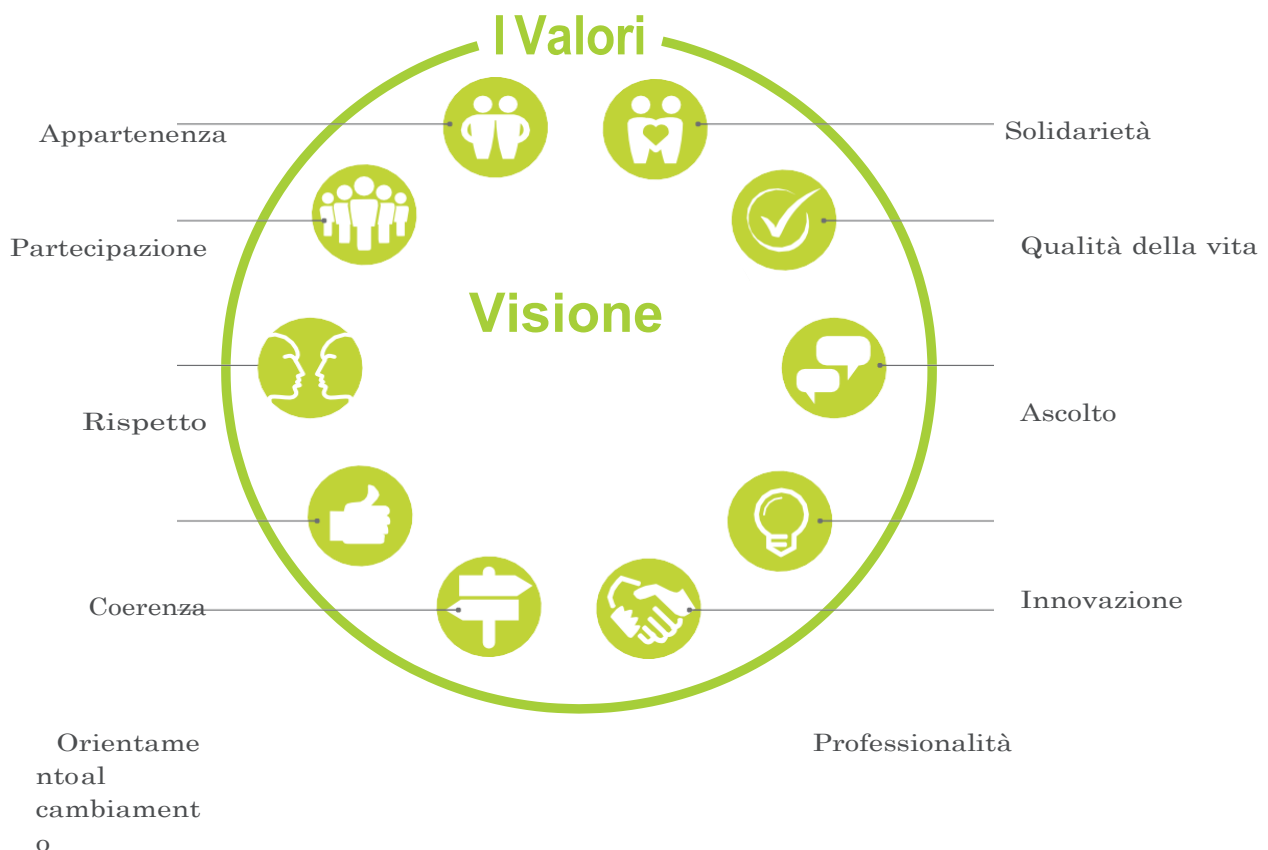 I Valori
Appartenenza
Solidarietà
Partecipazione
Qualità della vita
Visione
Rispetto
Ascolto
Coerenza
Innovazione
Orientame
ntoal
cambiament
o
Professionalità